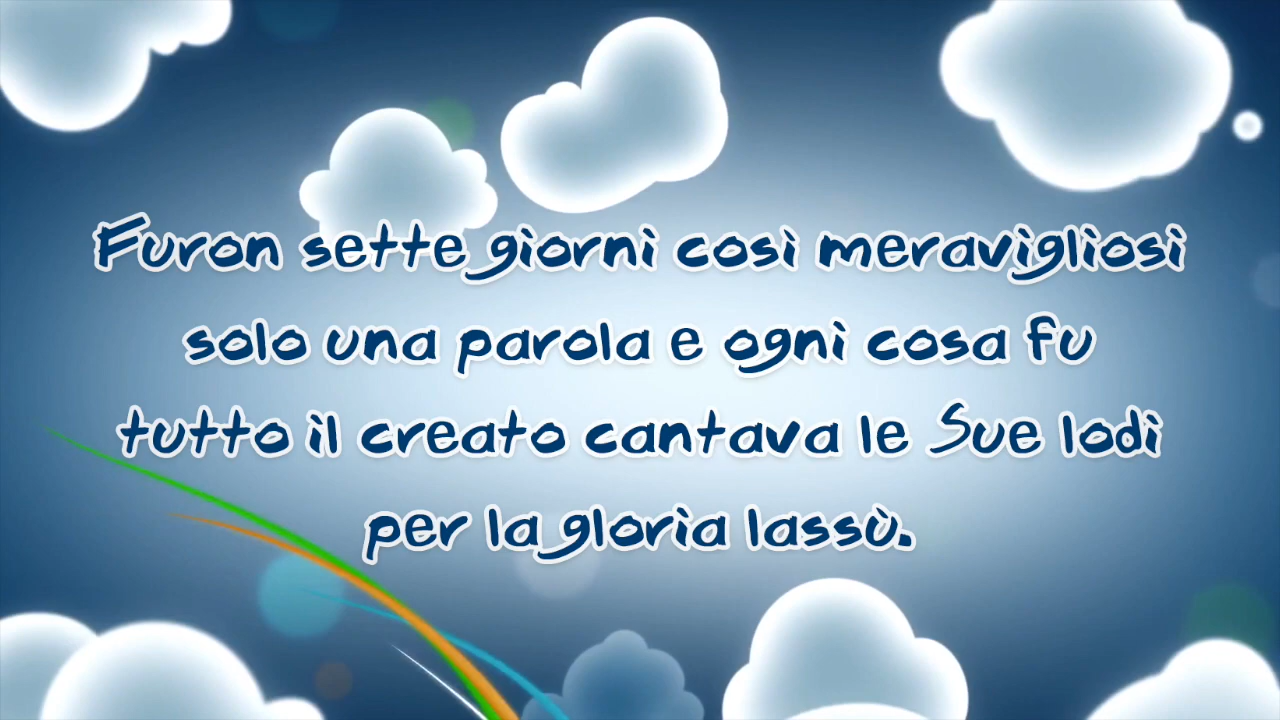 Furon sette giorni così meravigliosi
solo una parola e ogni cosa fu
tutto il creato cantava le Sue lodi
per la gloria lassù.